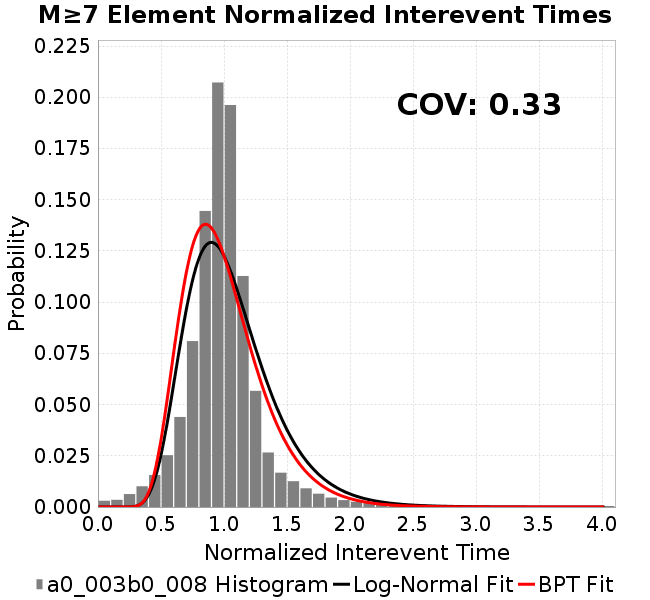 M≥7 Element Normalized Interevent Times
COV: 0.33
Probability
0.225
0.200
0.175
0.150
0.125
0.100
0.075
0.050
0.025
0.000
0.0 0.5 1.0 1.5 2.0 2.5 3.0 3.5 4.0
Normalized Interevent Time
a0_003b0_008 Histogram Log-Normal Fit BPT Fit